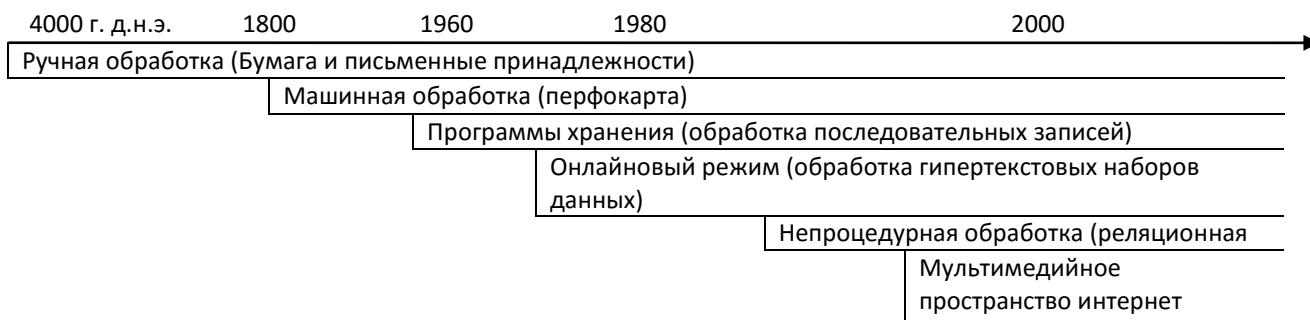 4000 г. д.н.э. 1800 1960 1980 2000
Ручная обработка (Бумага и письменные принадлежности)
Машинная обработка (перфокарта)
Программы хранения (обработка последовательных записей)
Онлайновый режим (обработка гипертекстовых наборов
данных)
Непроцедурная обработка (реляционная
Мультимедийное
пространство интернет